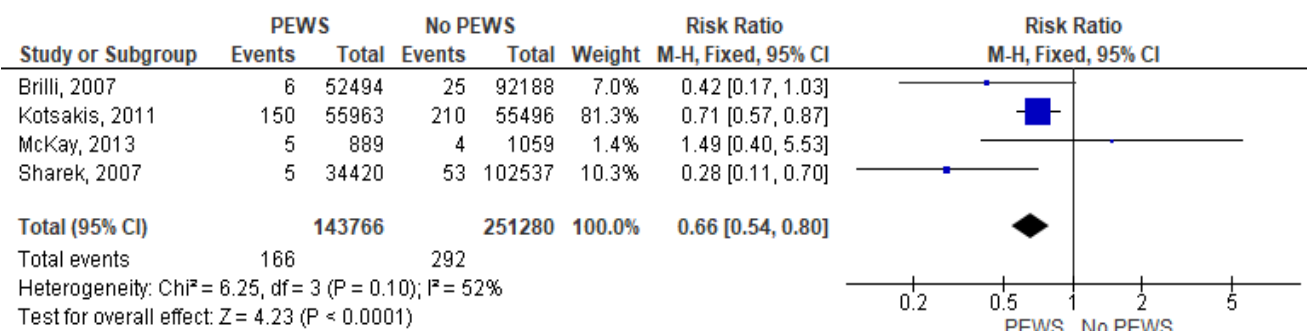 PEWS No PEWS Risk Ratio Risk Ratio
Study or Subgroup Events Total Events Total Weight M-H, Fixed, 95% CI M-H, Fixed, 95% CI
Brilli, 2007 6 52494 25 92188 7.0% 0.42 [0.17, 1.03]
Kotsakis, 2011 150 55963 210 55496 81.3% 0.71 [0.57, 0.87]
McKay, 2013 5 889 4 1059 1.4% 1.49 [0.40, 5.53]
Sharek, 2007 5 34420 53 102537 10.3% 0.28 [0.11, 0.70]
Total (95% CI) 143766 251280 100.0% 0.66 [0.54, 0.80]
Total events 166 292
Heterogeneity: Chi² = 6.25, df = 3 (P = 0.10); I² = 52%
Test for overall effect: Z = 4.23 (P < 0.0001)
0.2 0.5 1 2 5
PEWS No PEWS